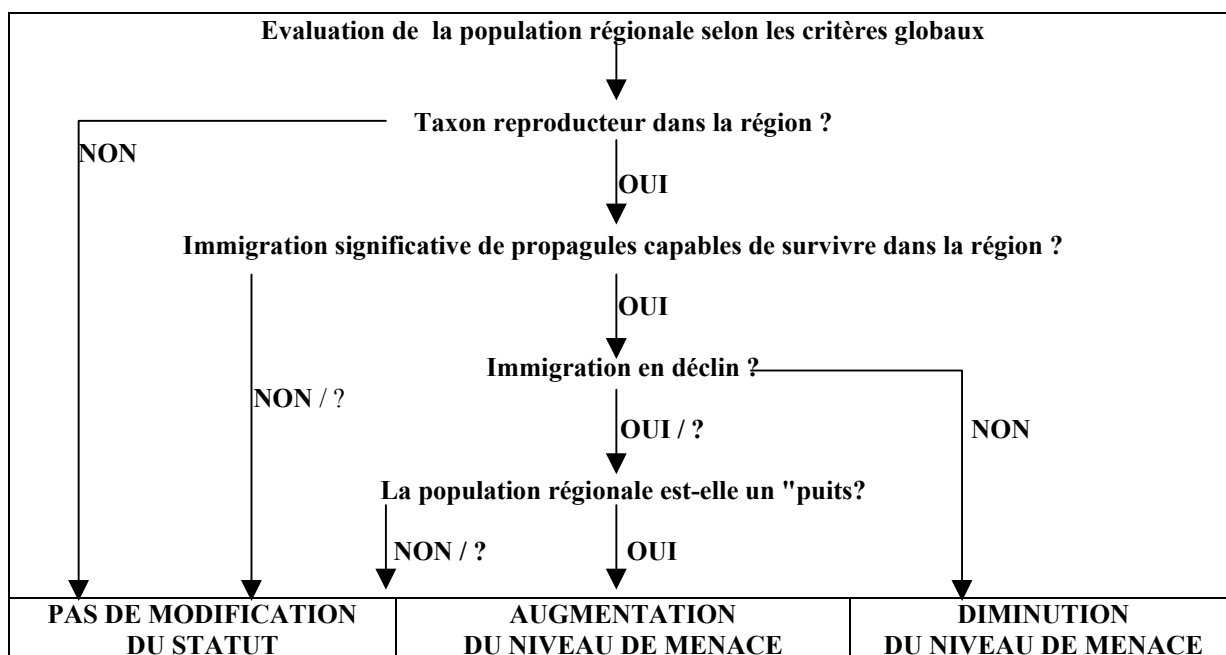 Evaluation de  la population régionale selon les critères globaux
Taxon reproducteur dans la région ?
NON
OUI
Immigration significative de propagules capables de survivre dans la région ?
OUI
Immigration en déclin ?
NON / ?
OUI / ?
NON
La population régionale est-elle un "puits?
NON / ?
OUI
PAS DE MODIFICATION
DU STATUT
AUGMENTATION
DU NIVEAU DE MENACE
DIMINUTION
DU NIVEAU DE MENACE